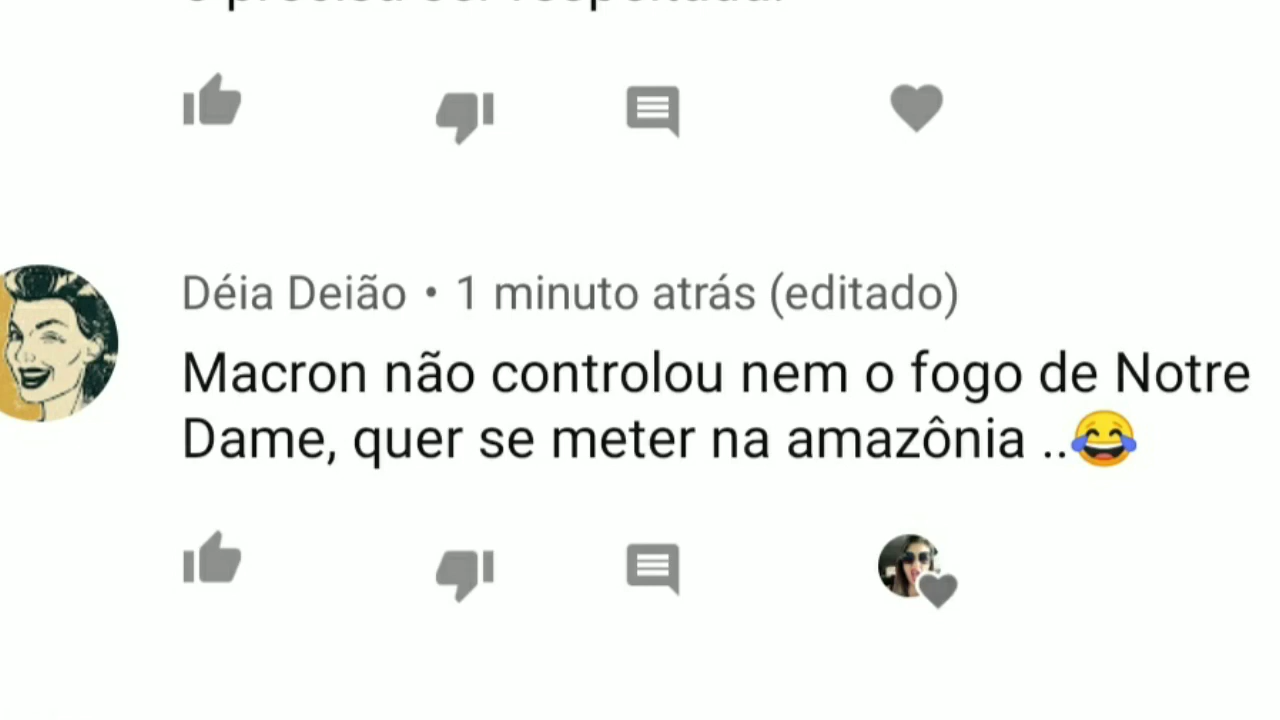 Déia Deião • 1 minuto atrás (editado)
Macron não controlou nem o fogo de Notre
Dame, quer se meter na amazônia ..😂